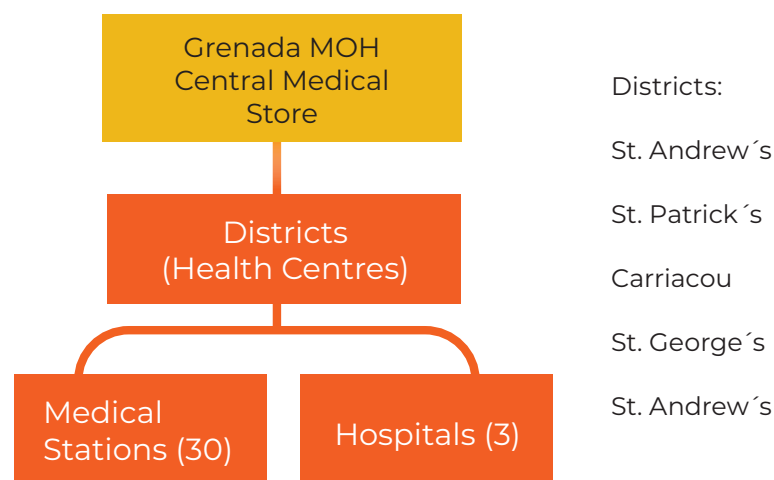 Grenada MOH
Central Medical
Store
Districts
(Health Centres)
Medical
Stations (30)
Hospitals (3)
Districts:
St. Andrew´s
St. Patrick´s
Carriacou
St. George´s
St. Andrew´s